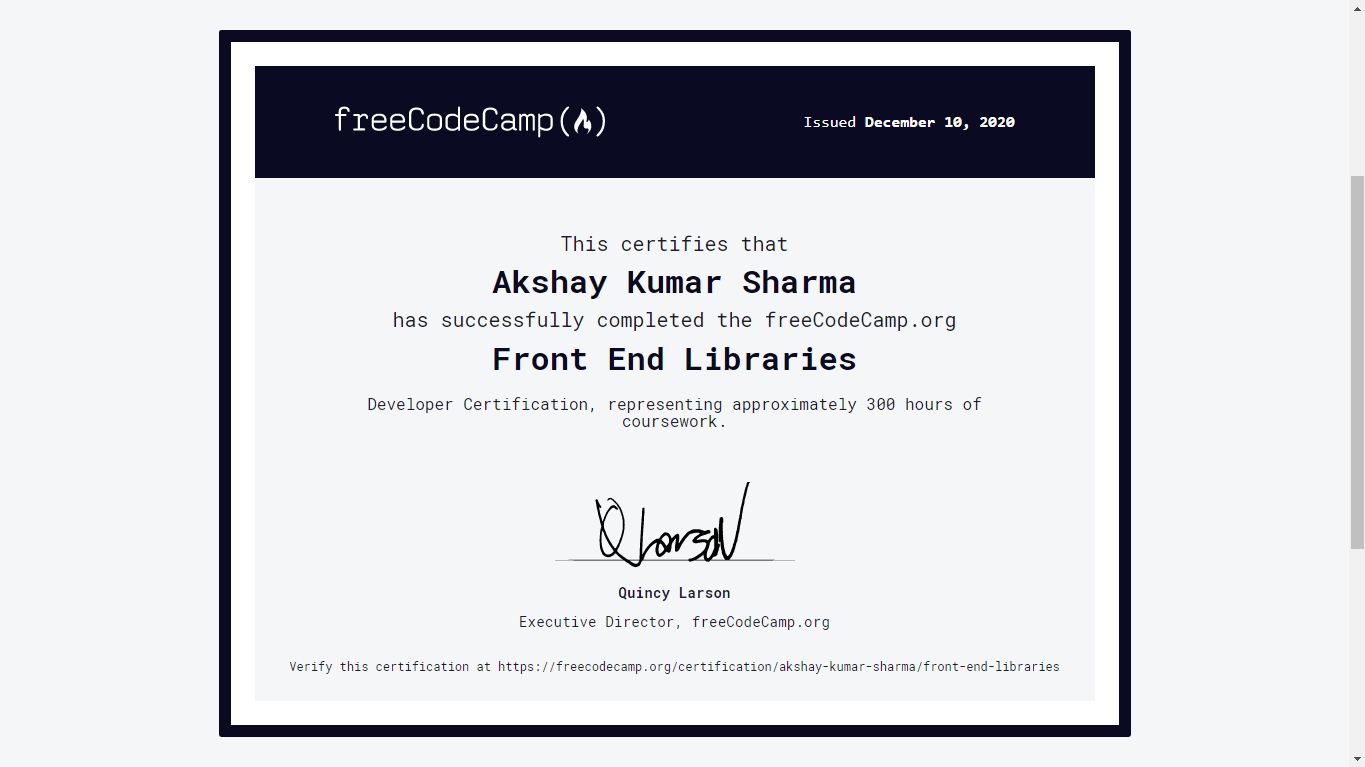 freeCodeCamp(🔥)
Issued December 10, 2020
This certifies that
Akshay Kumar Sharma
has successfully completed the freeCodeCamp.org
Front End Libraries
Developer Certification, representing approximately 300 hours of
coursework.
Q Larson
Quincy Larson
Executive Director, freeCodeCamp.org
Verify this certification at https://freecodecamp.org/certification/akshay-kumar-sharma/front-end-libraries